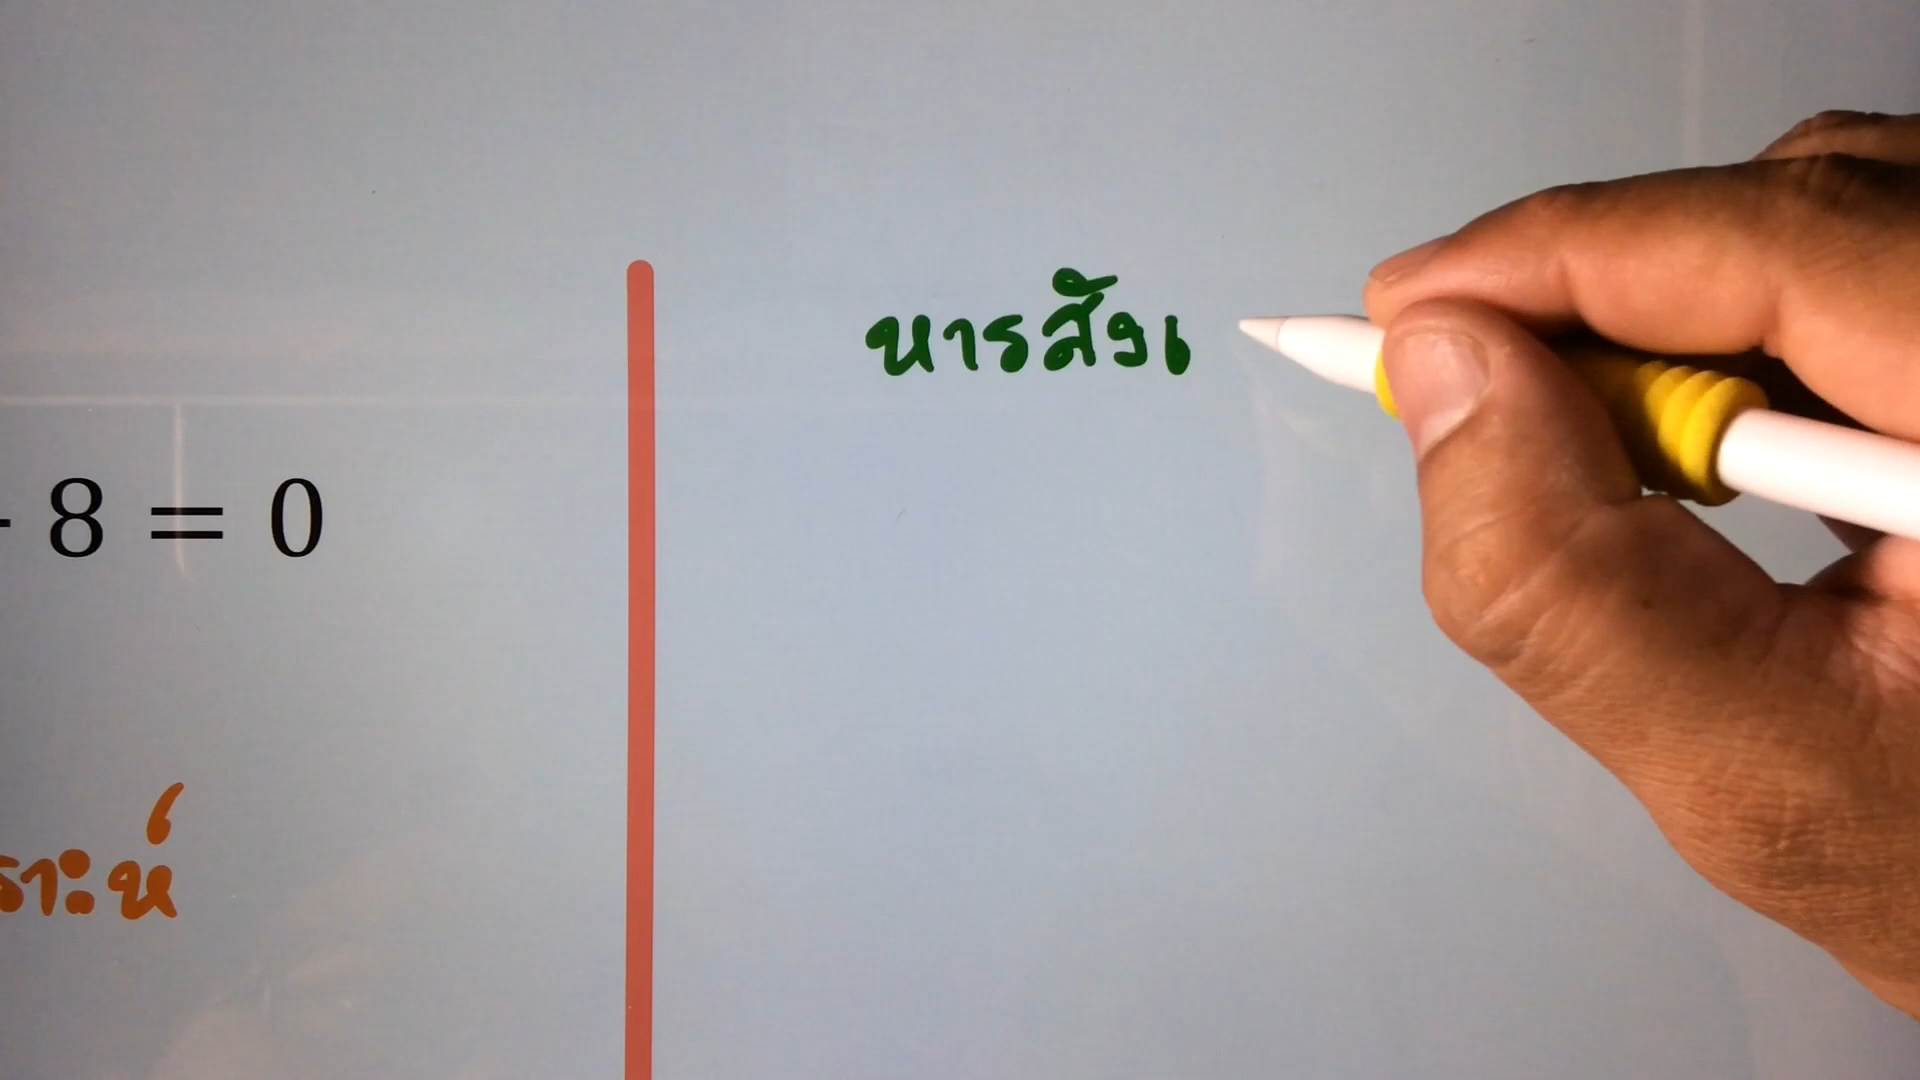 หารสังเ
- 8 = 0
ราะห์